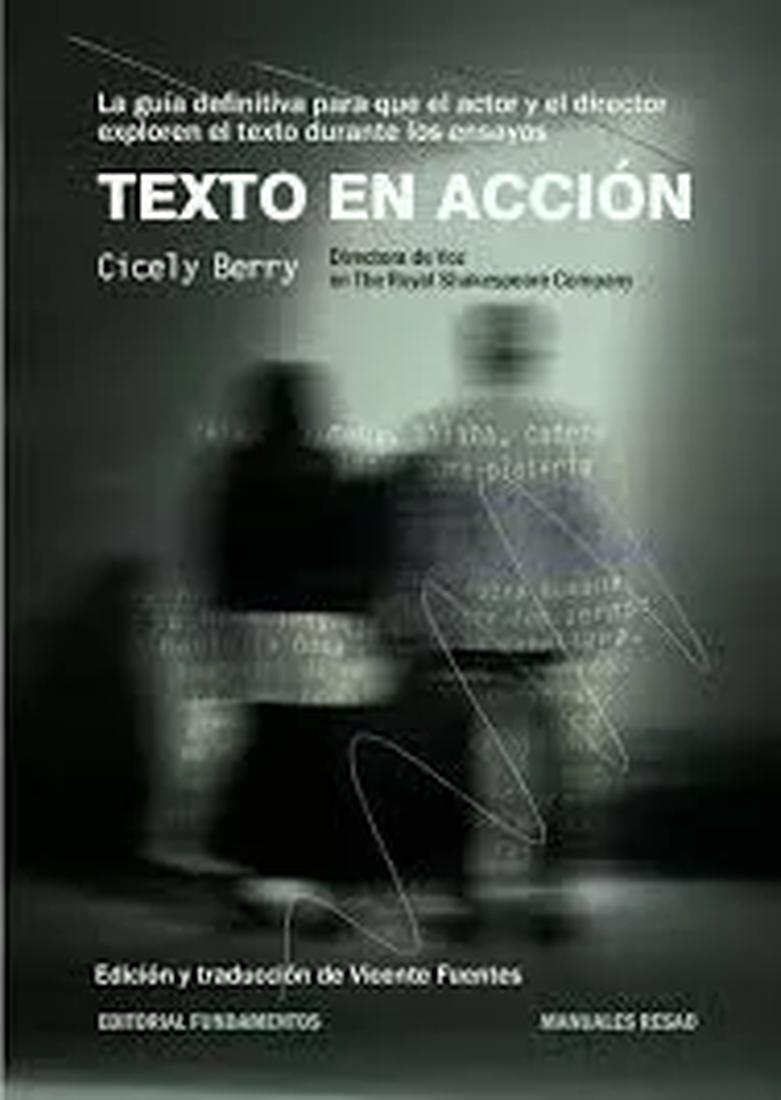 La guía definitiva para que el actor y el director
exploren el texto durante los ensayos
TEXTO EN ACCIÓN
Cicely Berry
Directora de Voz
en The Royal Shakespeare Company
Edición y traducción de Vicente Fuentes
EDITORIAL FUNDAMENTOS
MANUALES RESAD